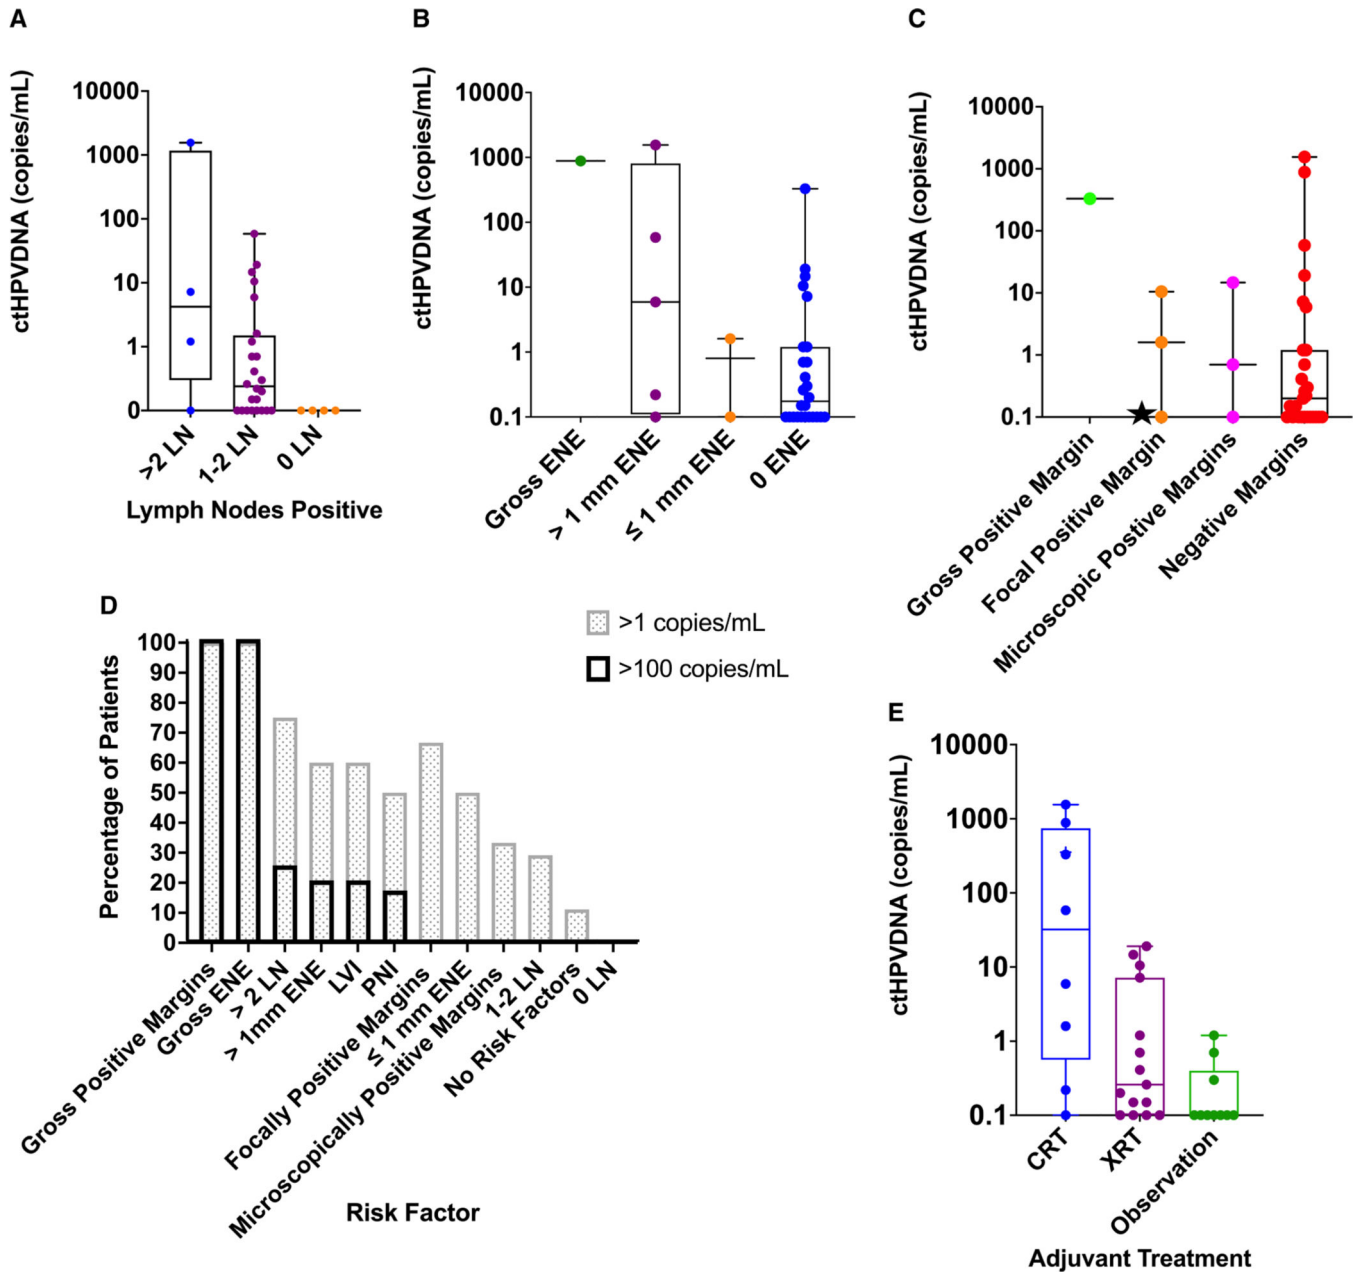 A
ctHPVDNA (copies/mL)
10000
1000
100
10
1
0
>2 LN
1-2 LN
0 LN
Lymph Nodes Positive
B
ctHPVDNA (copies/mL)
10000
1000
100
10
1
0.1
Gross ENE
> 1 mm ENE
≤ 1 mm ENE
0 ENE
C
ctHPVDNA (copies/mL)
10000
1000
100
10
1
0.1
Gross Positive Margin
Focal Positive Margin
Microscopic Postive Margins
Negative Margins
D
>1 copies/mL
>100 copies/mL
Percentage of Patients
100
90
80
70
60
50
40
30
20
10
0
Gross Positive Margins
Gross ENE
> 2 LN
> 1mm ENE
LVI
PNI
Focally Positive Margins
≤ 1 mm ENE
Microscopically Positive Margins
1-2 LN
No Risk Factors
0 LN
Risk Factor
E
ctHPVDNA (copies/mL)
10000
1000
100
10
1
0.1
CRT
XRT
Observation
Adjuvant Treatment